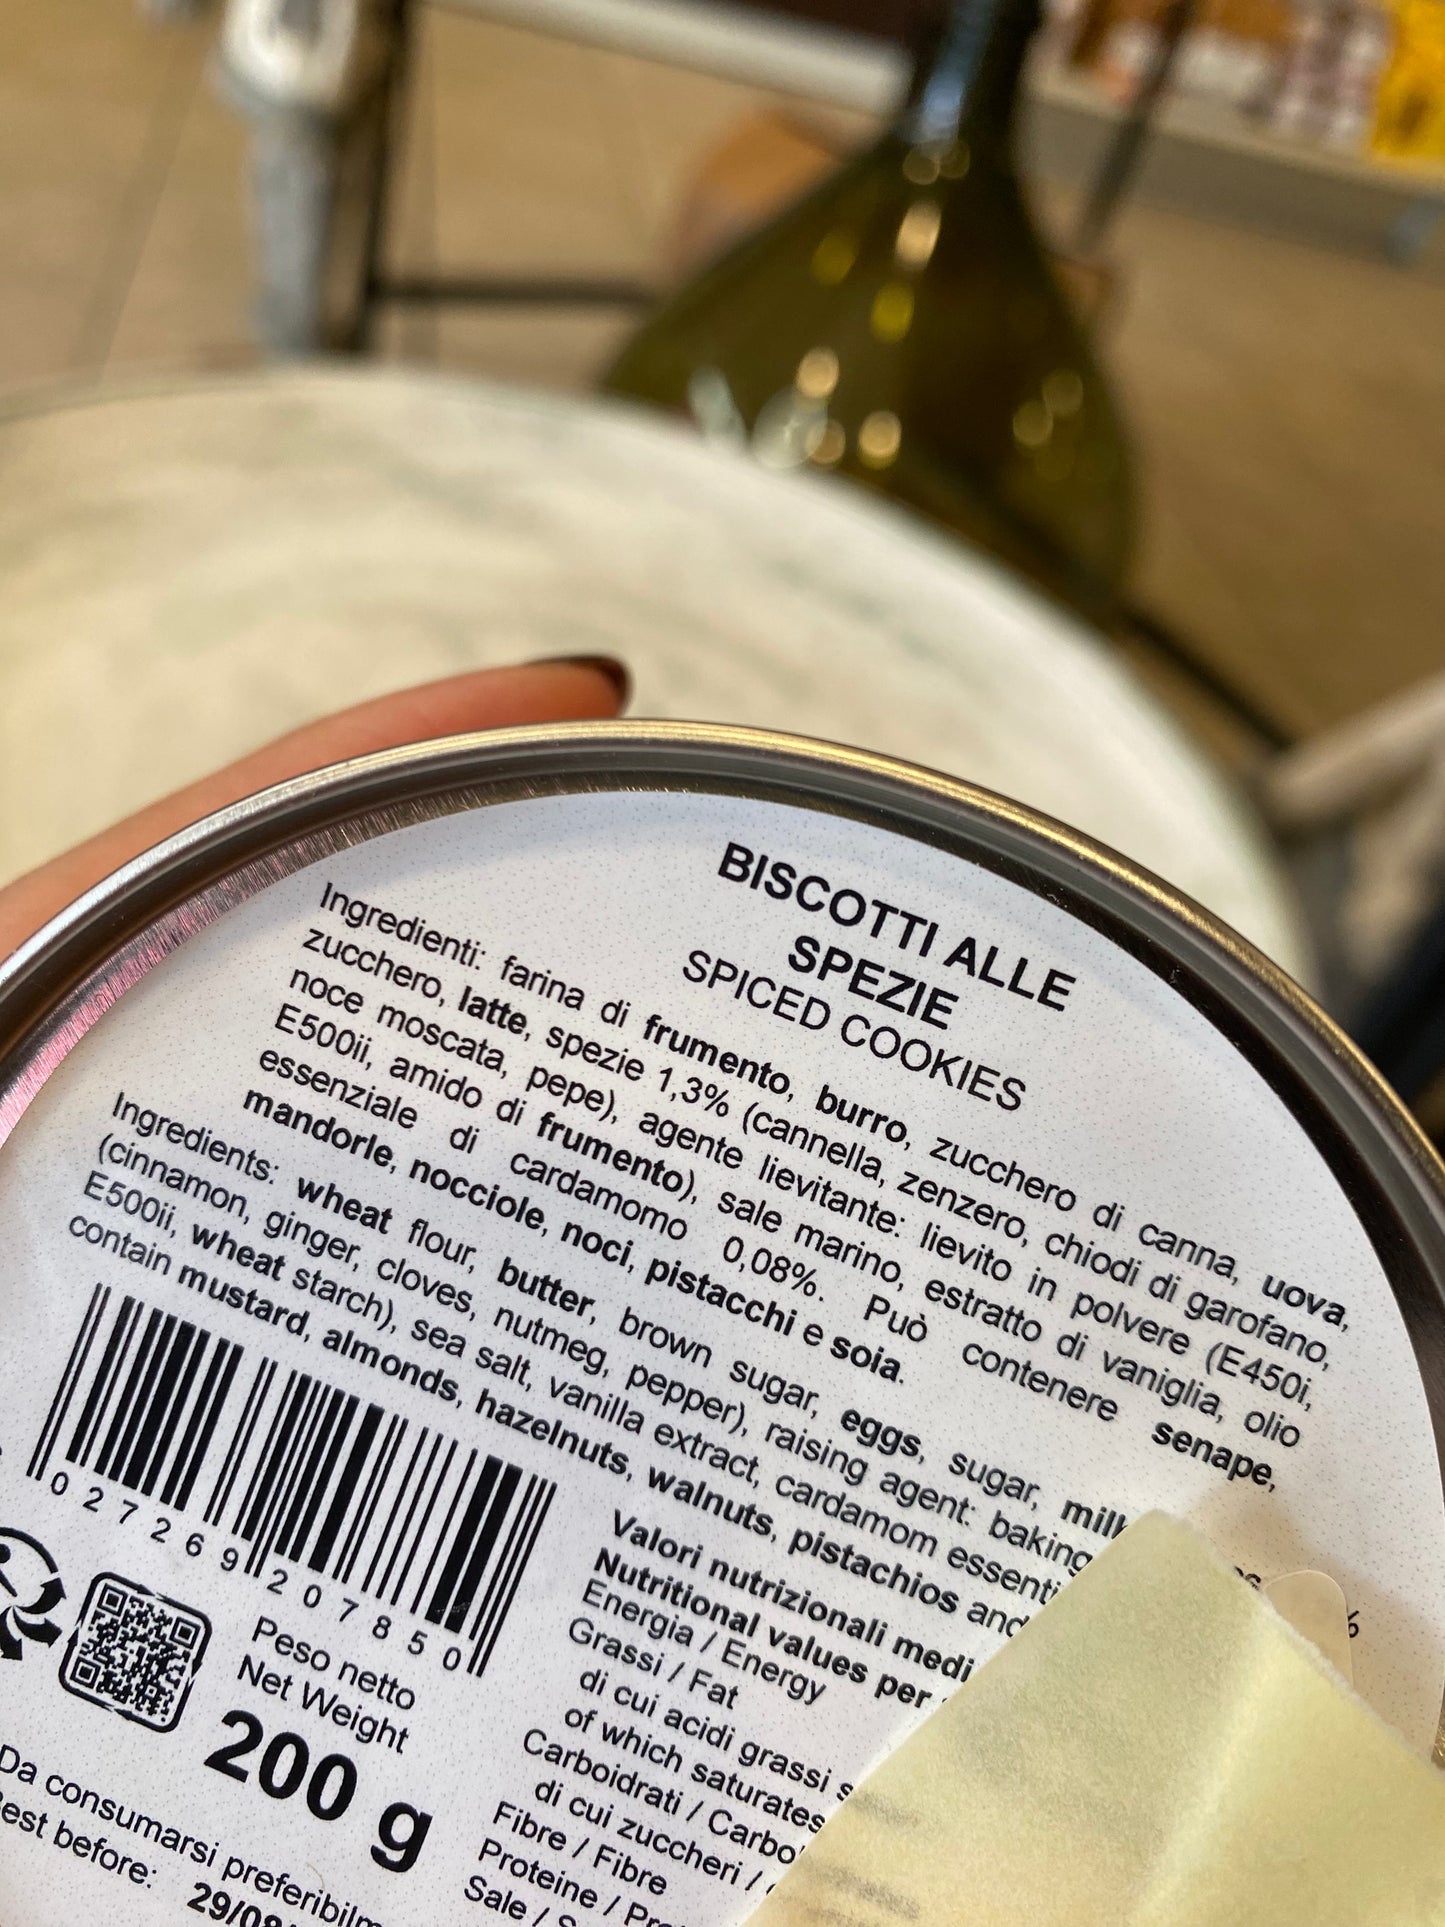 BISCOTTI ALLE
SPEZIE
SPICED COOKIES
Ingredienti: farina di frumento, burro, zucchero di canna, uova,
zucchero, latte, spezie 1,3% (cannella, zenzero, chiodi di garofano,
noce moscata, pepe), agente lievitante: lievito in polvere (E450i,
E500ii, amido di frumento), sale marino, estratto di vaniglia, olio
essenziale di cardamomo 0,08%. Può contenere senape,
mandorle, nocciole, noci, pistacchi e soia.
Ingredients: wheat flour, butter, brown sugar, eggs, sugar, milk
(cinnamon, ginger, cloves, nutmeg, pepper), raising agent: baking
E500ii, wheat starch), sea salt, vanilla extract, cardamom essenti
contain mustard, almonds, hazelnuts, walnuts, pistachios and
%
027269207850
Peso netto
Net Weight
200 g
Da consumarsi preferibilm
est before:
29/08/
Valori nutrizionali medi
Nutritional values per
Energia / Energy
Grassi / Fat
di cui acidi grassi s
of which saturates
Carboidrati / Carbo
di cui zuccheri /
Fibre / Fibre
Proteine / Pro
Sale / S